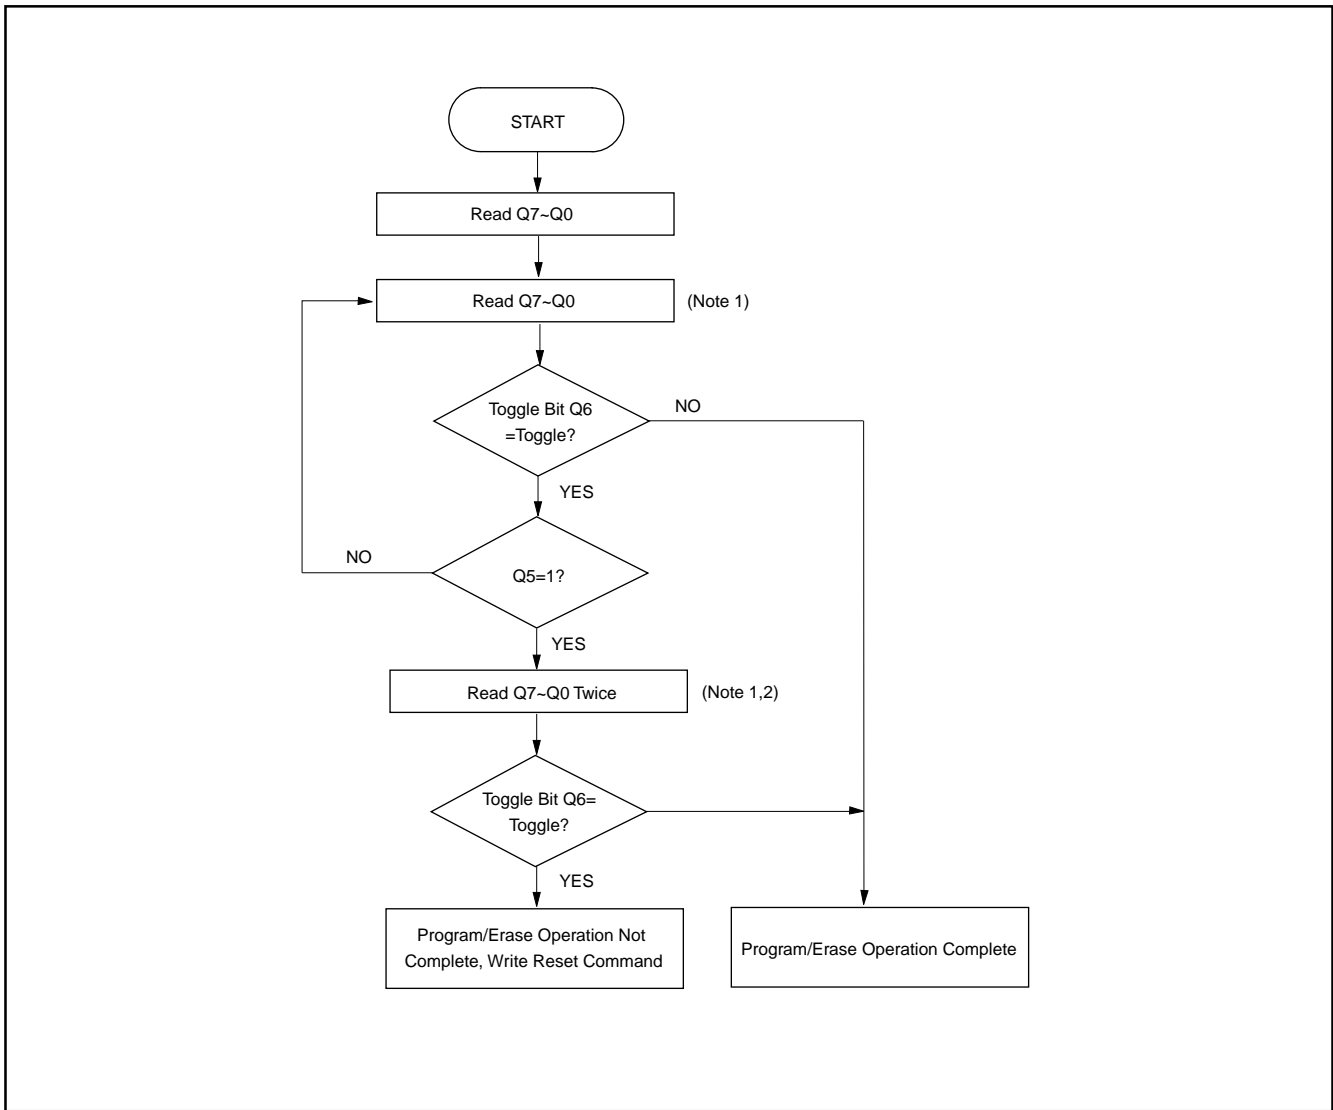 START
Read Q7~Q0
Read Q7~Q0
(Note 1)
Toggle Bit Q6
=Toggle?
NO
YES
NO
Q5=1?
YES
Read Q7~Q0 Twice
(Note 1,2)
Toggle Bit Q6=
Toggle?
YES
Program/Erase Operation Not
Complete, Write Reset Command
Program/Erase Operation Complete